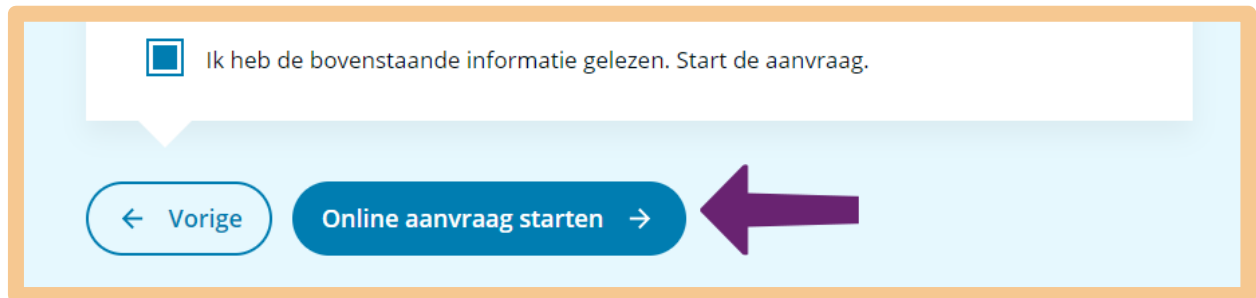 Ik heb de bovenstaande informatie gelezen. Start de aanvraag.
Vorige
Online aanvraag starten